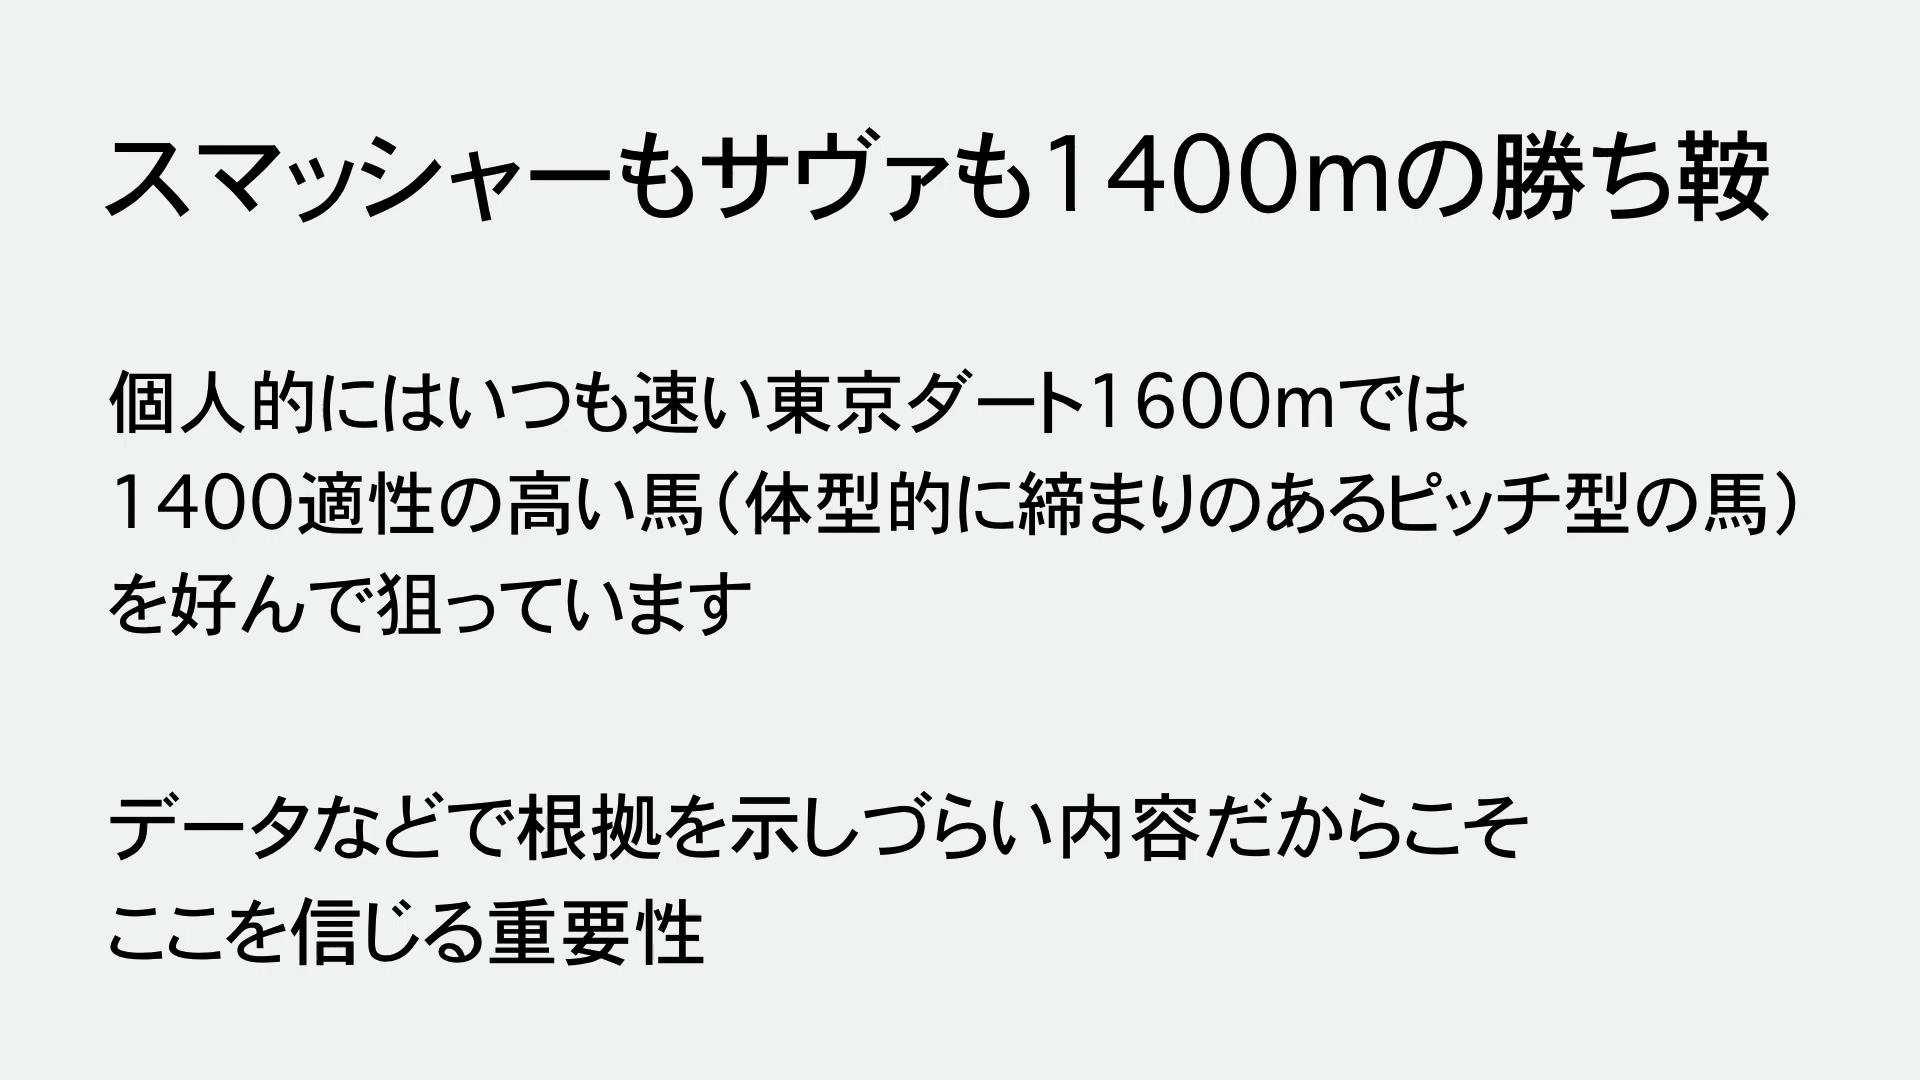 スマッシャーもサヴァも1400mの勝ち鞍
個人的にはいつも速い東京ダート1600mでは
1400適性の高い馬（体型的に締まりのあるピッチ型の馬）
を好んで狙っています
データなどで根拠を示しづらい内容だからこそ
ここを信じる重要性